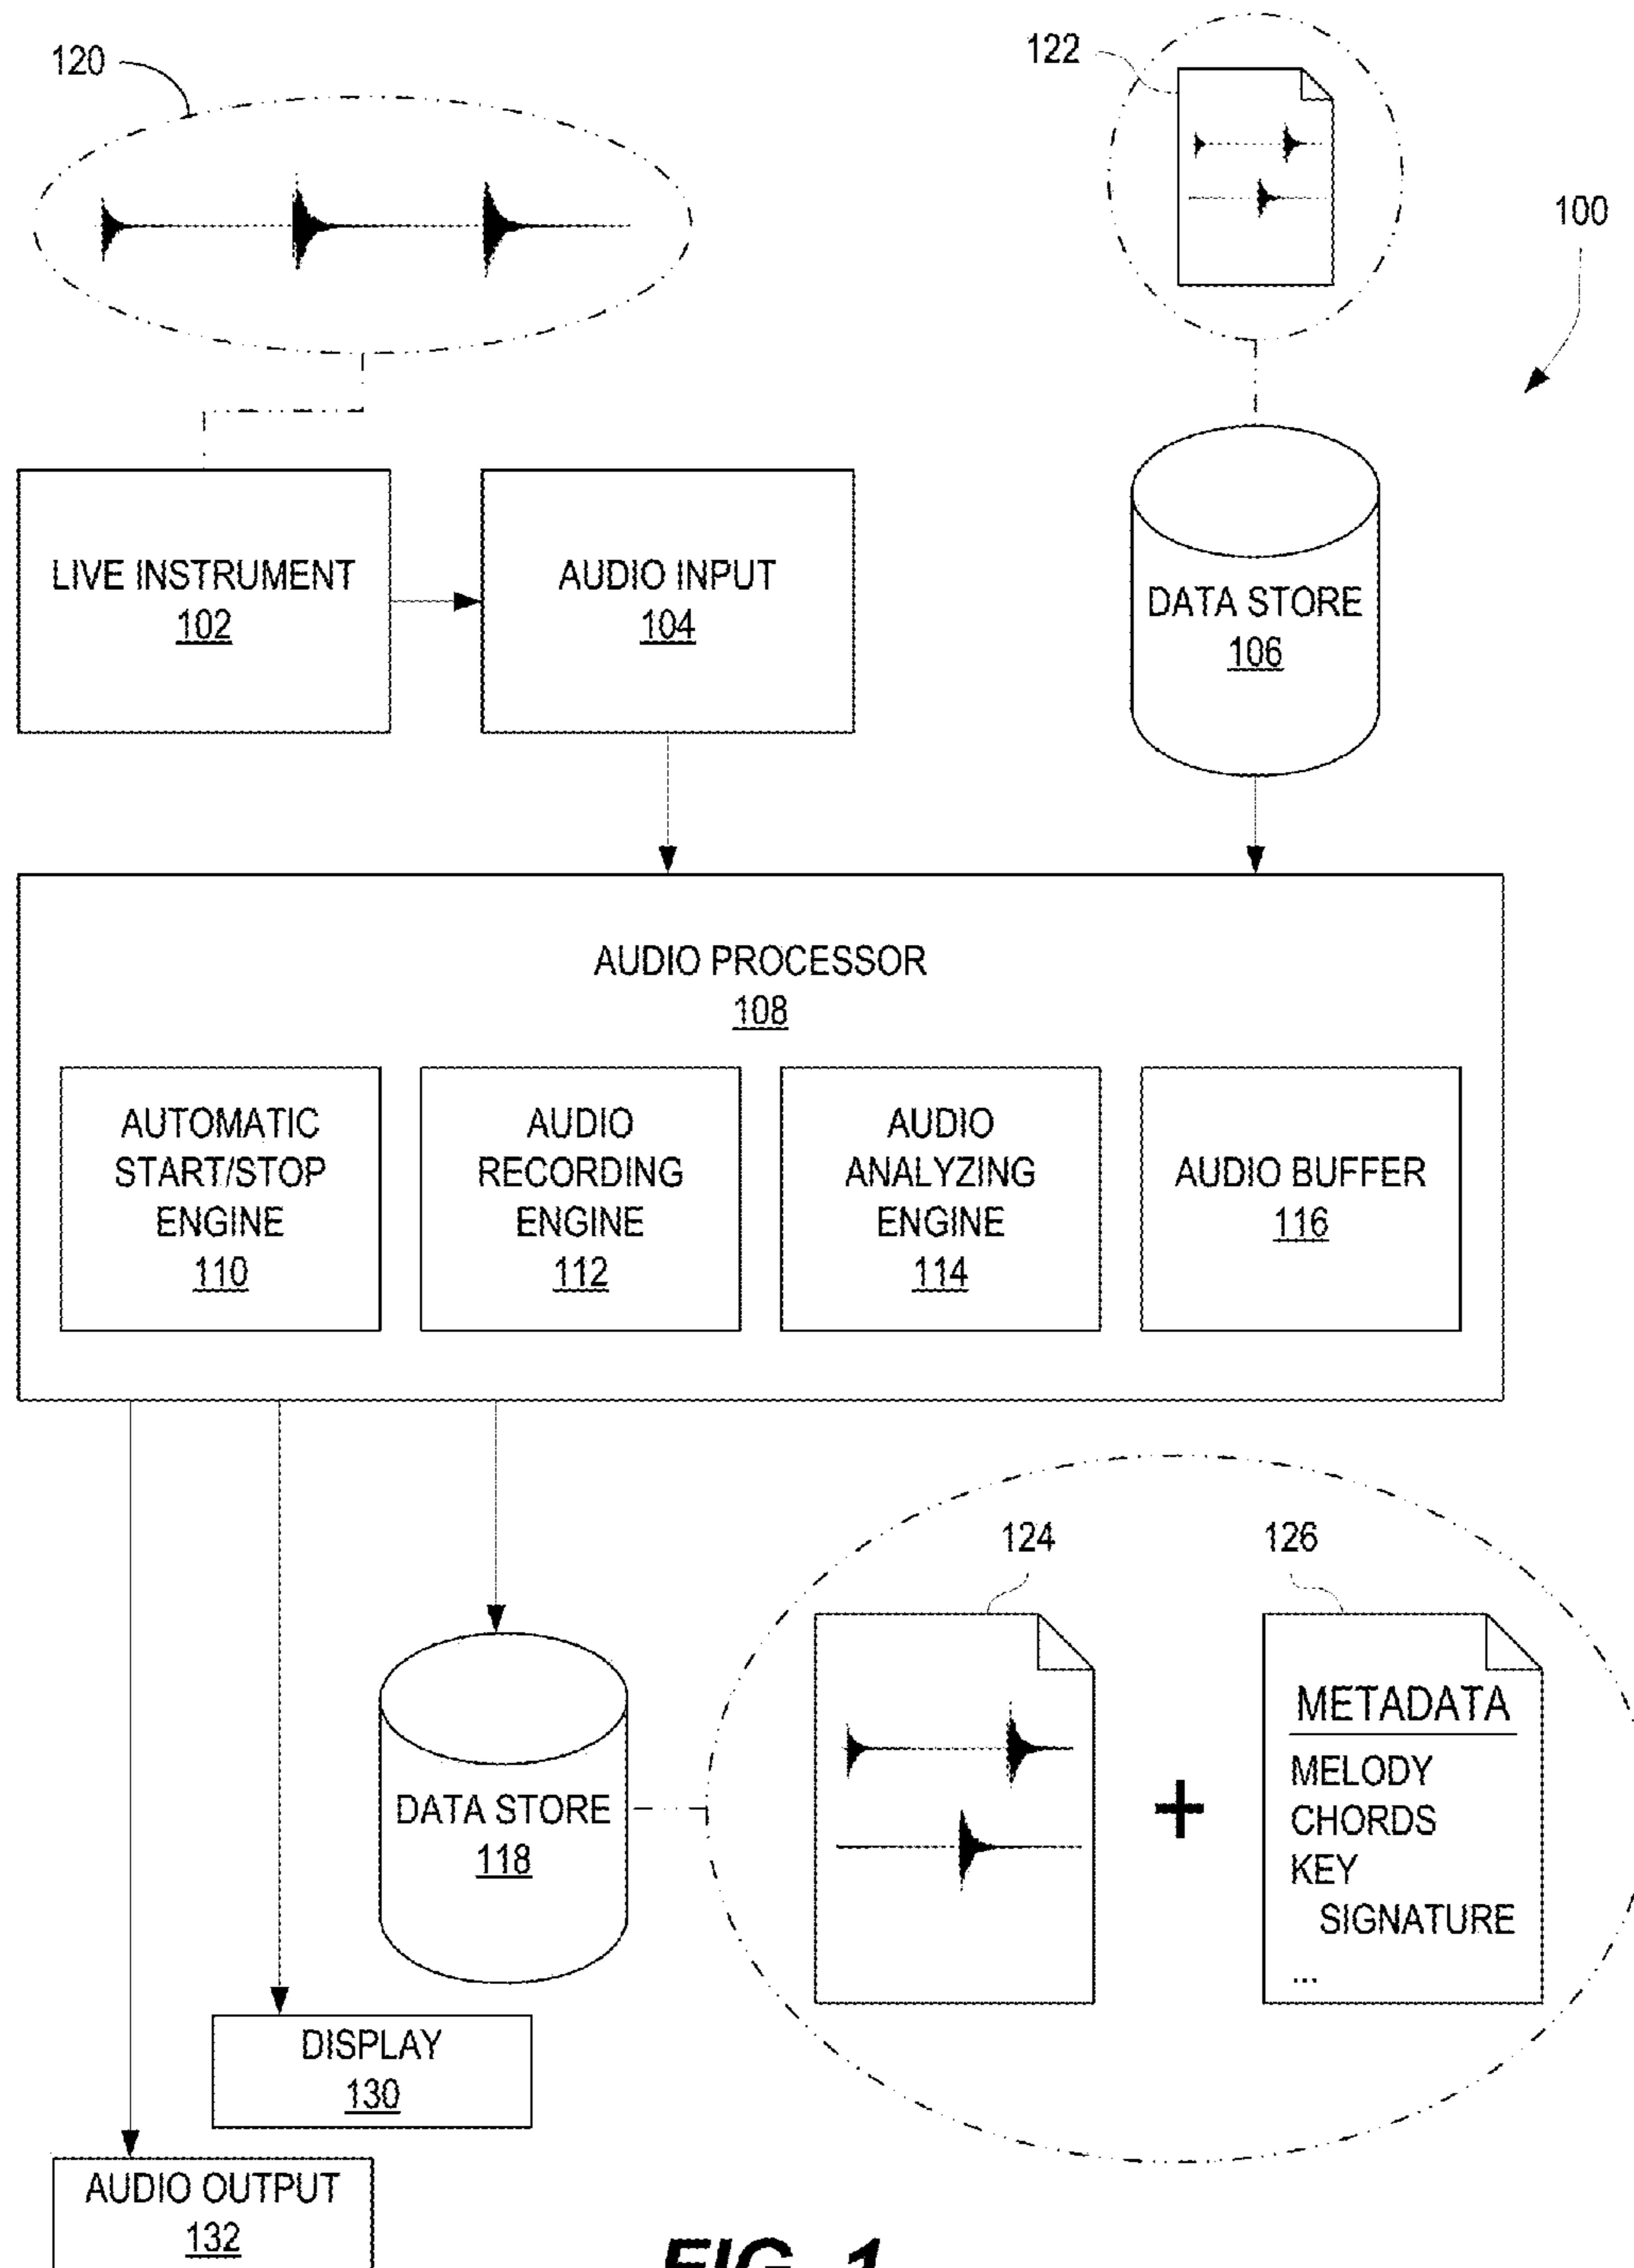 120
122
100
LIVE INSTRUMENT
102
AUDIO INPUT
104
DATA STORE
106
AUDIO PROCESSOR
108
AUTOMATIC
START/STOP
ENGINE
110
AUDIO
RECORDING
ENGINE
112
AUDIO
ANALYZING
ENGINE
114
AUDIO BUFFER
116
124
126
METADATA
MELODY
CHORDS
KEY
SIGNATURE
...
+
DATA STORE
118
DISPLAY
130
AUDIO OUTPUT
132
FIG. 1